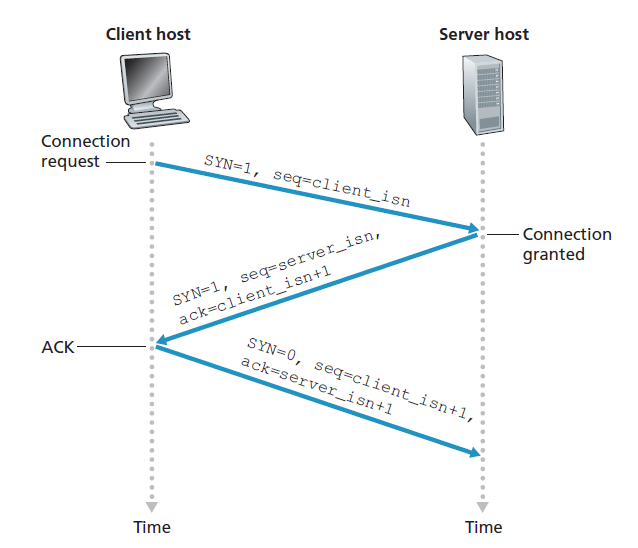 Client host
Server host
Connection
request
SYN=1, seq=client_isn
Connection
granted
SYN=1, seq=server_isn,
ack=client_isn+1
ACK
SYN=0, seq=client_isn+1,
ack=server_isn+1
Time
Time